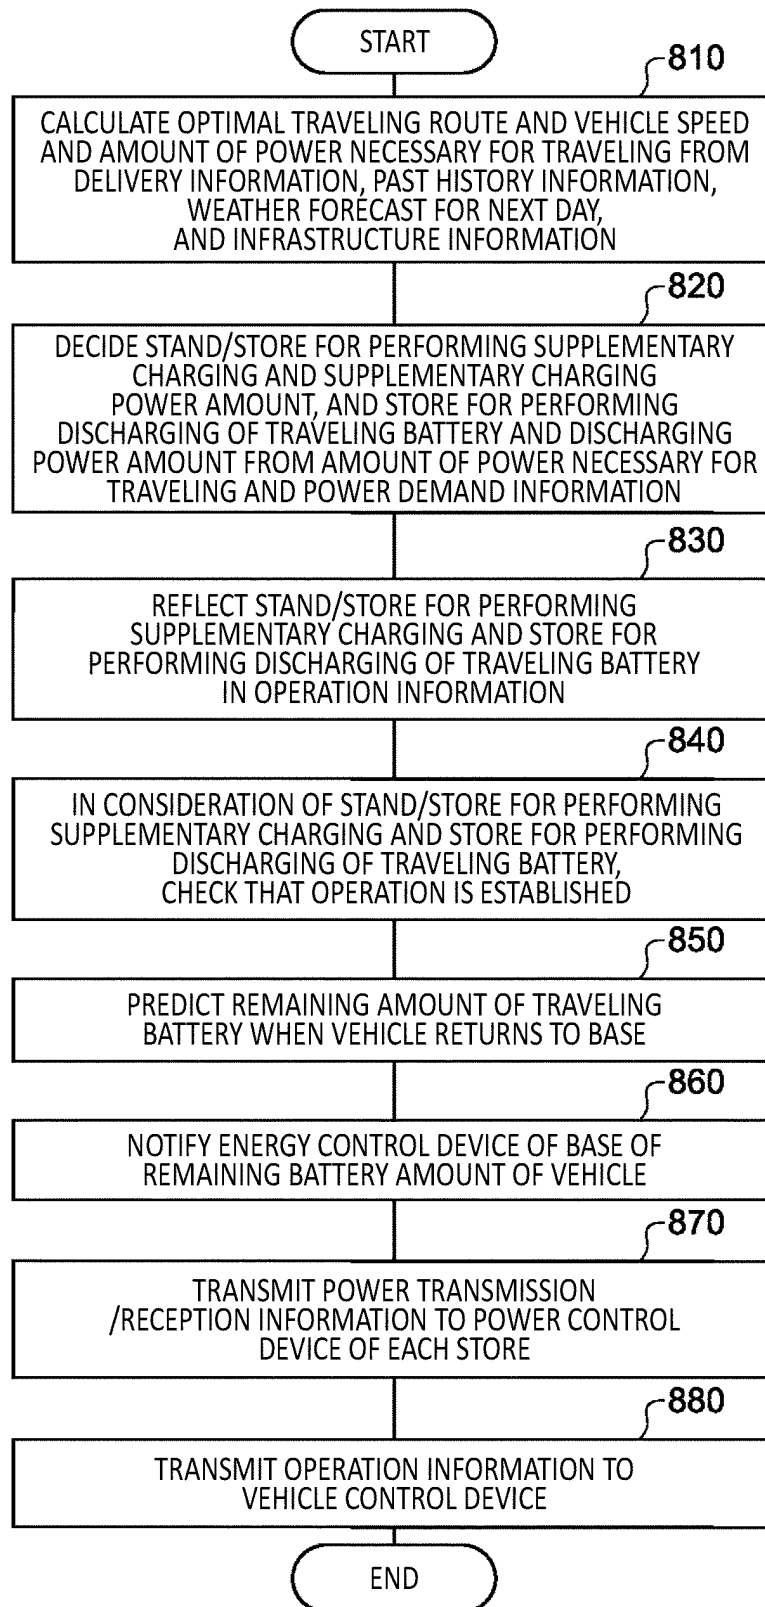 START
810
CALCULATE OPTIMAL TRAVELING ROUTE AND VEHICLE SPEED
AND AMOUNT OF POWER NECESSARY FOR TRAVELING FROM
DELIVERY INFORMATION, PAST HISTORY INFORMATION,
WEATHER FORECAST FOR NEXT DAY,
AND INFRASTRUCTURE INFORMATION
820
DECIDE STAND/STORE FOR PERFORMING SUPPLEMENTARY
CHARGING AND SUPPLEMENTARY CHARGING
POWER AMOUNT, AND STORE FOR PERFORMING
DISCHARGING OF TRAVELING BATTERY AND DISCHARGING
POWER AMOUNT FROM AMOUNT OF POWER NECESSARY FOR
TRAVELING AND POWER DEMAND INFORMATION
830
REFLECT STAND/STORE FOR PERFORMING
SUPPLEMENTARY CHARGING AND STORE FOR
PERFORMING DISCHARGING OF TRAVELING BATTERY
IN OPERATION INFORMATION
840
IN CONSIDERATION OF STAND/STORE FOR PERFORMING
SUPPLEMENTARY CHARGING AND STORE FOR PERFORMING
DISCHARGING OF TRAVELING BATTERY,
CHECK THAT OPERATION IS ESTABLISHED
850
PREDICT REMAINING AMOUNT OF TRAVELING
BATTERY WHEN VEHICLE RETURNS TO BASE
860
NOTIFY ENERGY CONTROL DEVICE OF BASE OF
REMAINING BATTERY AMOUNT OF VEHICLE
870
TRANSMIT POWER TRANSMISSION
/RECEPTION INFORMATION TO POWER CONTROL
DEVICE OF EACH STORE
880
TRANSMIT OPERATION INFORMATION TO
VEHICLE CONTROL DEVICE
END